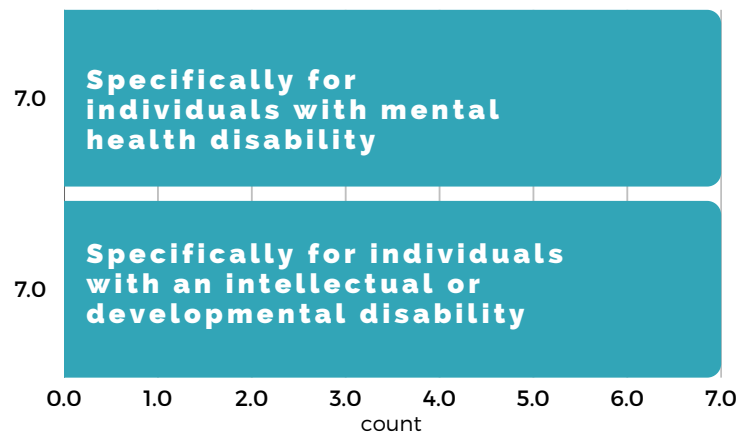 7.0
Specifically for
individuals with mental
health disability
7.0
Specifically for individuals
with an intellectual or
developmental disability
0.0 1.0 2.0 3.0 4.0 5.0 6.0 7.0
count